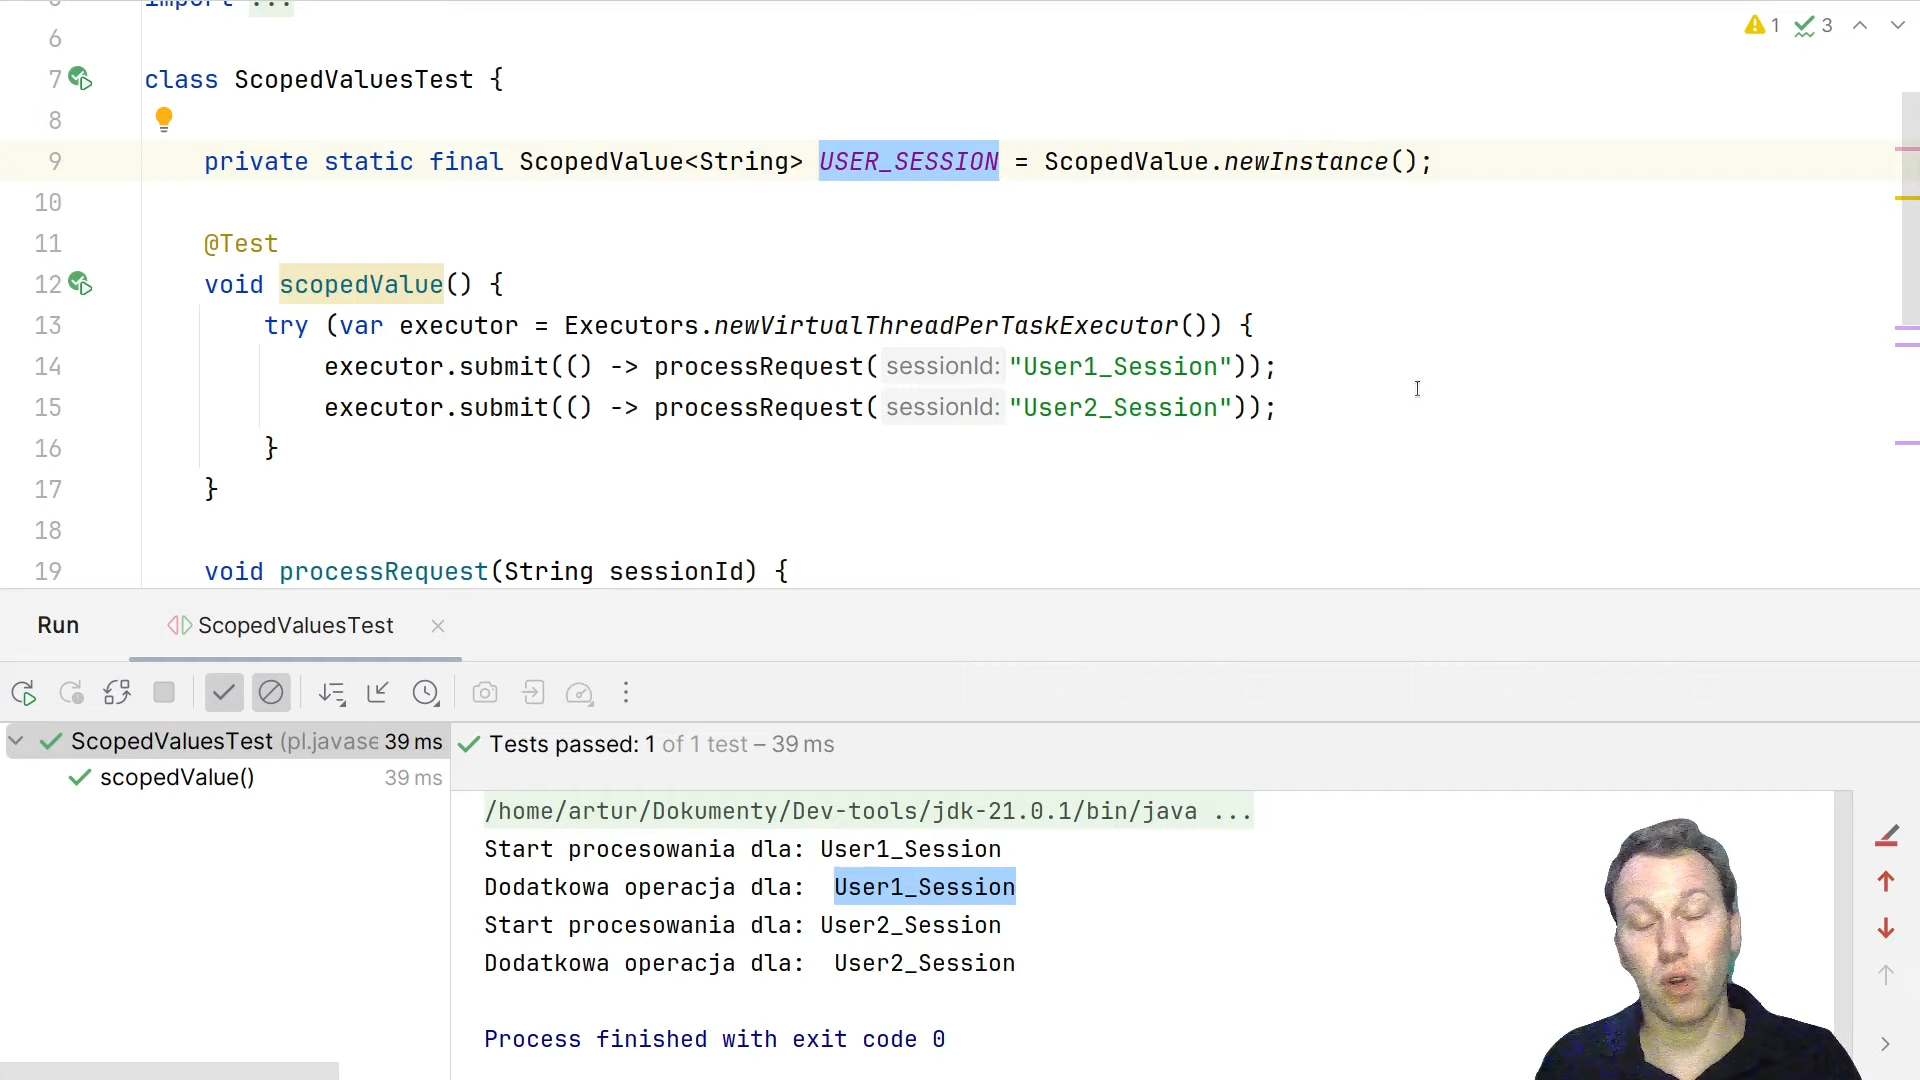 import ...
6
7 class ScopedValuesTest {
8
9 private static final ScopedValue<String> USER_SESSION = ScopedValue.newInstance();
10
11 @Test
12 void scopedValue() {
13 try (var executor = Executors.newVirtualThreadPerTaskExecutor()) {
14 executor.submit(() -> processRequest( sessionId: "User1_Session"));
15 executor.submit(() -> processRequest( sessionId: "User2_Session"));
16 }
17 }
18
19 void processRequest(String sessionId) {
1 3
Run ScopedValuesTest
ScopedValuesTest (pl.javase 39 ms
scopedValue() 39 ms
Tests passed: 1 of 1 test – 39 ms
/home/artur/Dokumenty/Dev-tools/jdk-21.0.1/bin/java ...
Start procesowania dla: User1_Session
Dodatkowa operacja dla:  User1_Session
Start procesowania dla: User2_Session
Dodatkowa operacja dla:  User2_Session
Process finished with exit code 0